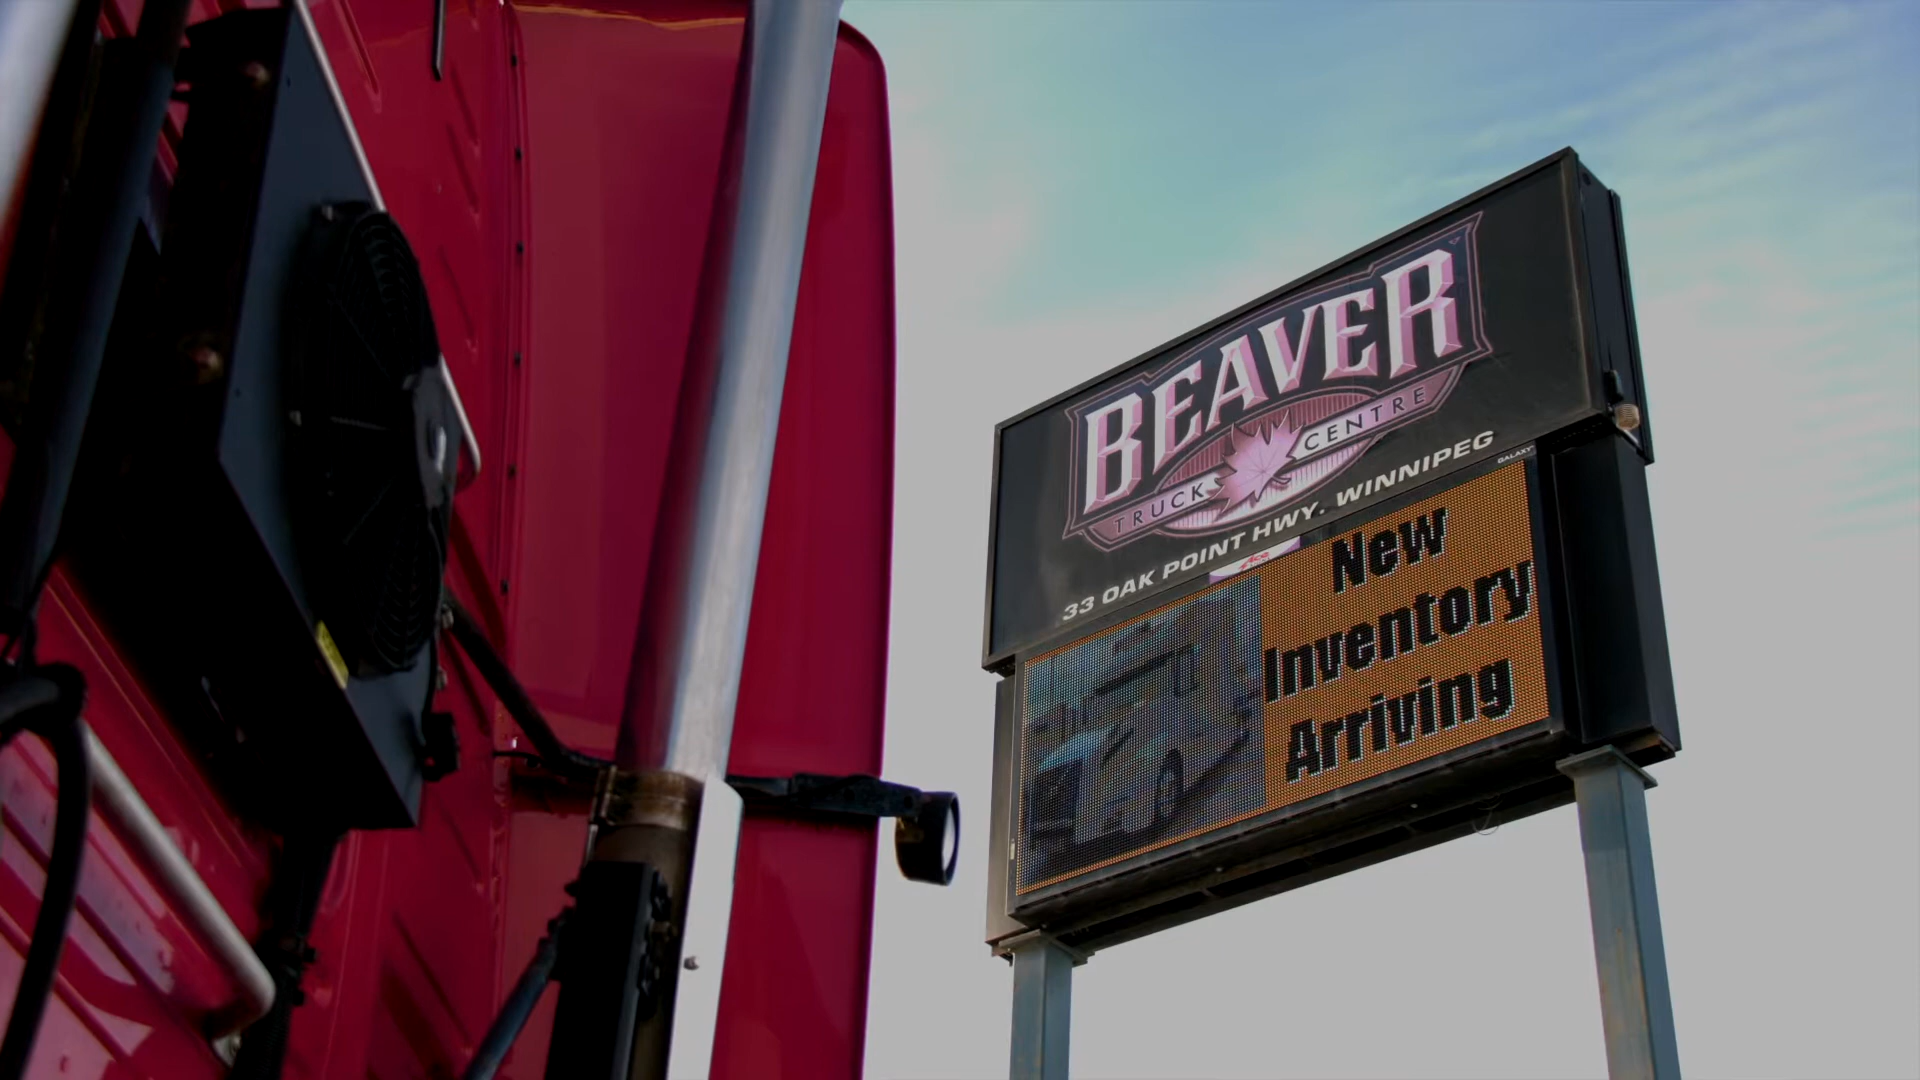 BEAVER
TRUCK CENTRE
33 OAK POINT HWY. WINNIPEG
GALAXY
New
Inventory
Arriving